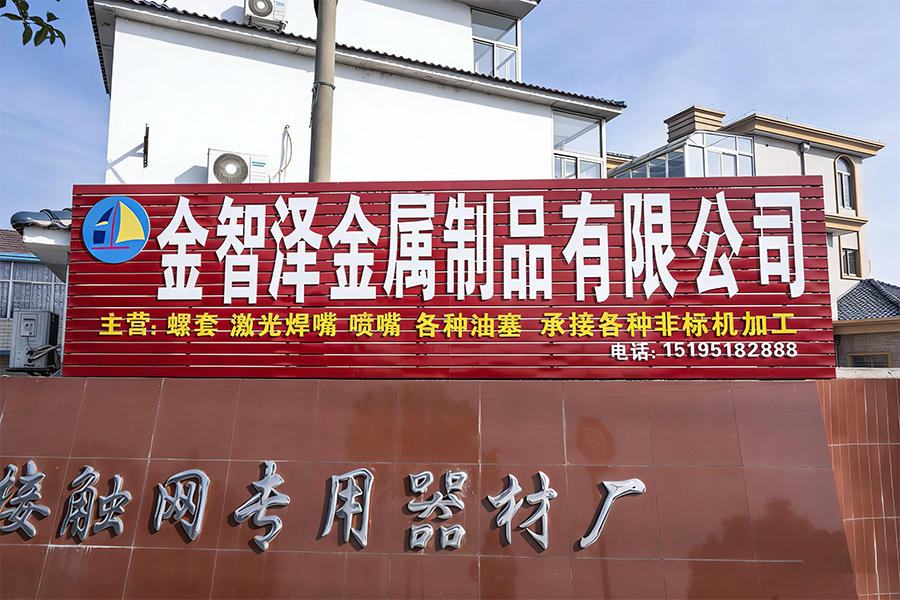 金智泽金属制品有限公司
主营: 螺套 激光焊嘴 喷嘴 各种油塞 承接各种非标机加工
电话: 15195182888
接触网专用器材厂